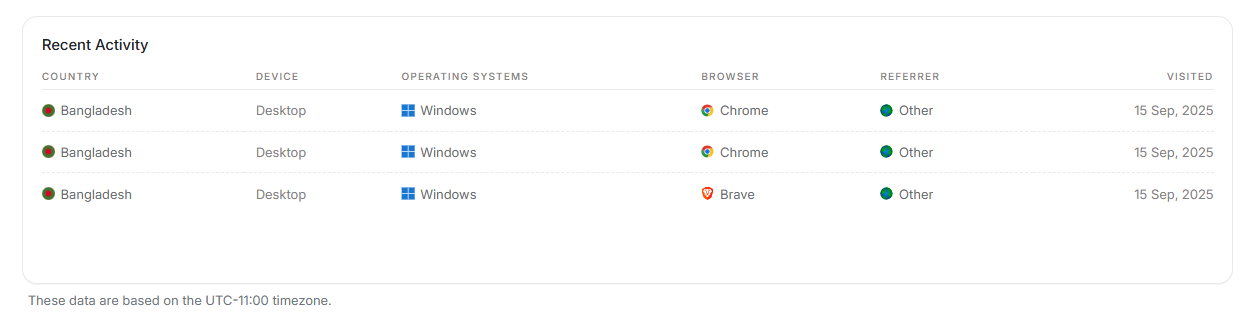 Recent Activity
COUNTRY DEVICE OPERATING SYSTEMS BROWSER REFERRER VISITED
Bangladesh Desktop Windows Chrome Other 15 Sep, 2025
Bangladesh Desktop Windows Chrome Other 15 Sep, 2025
Bangladesh Desktop Windows Brave Other 15 Sep, 2025
These data are based on the UTC-11:00 timezone.